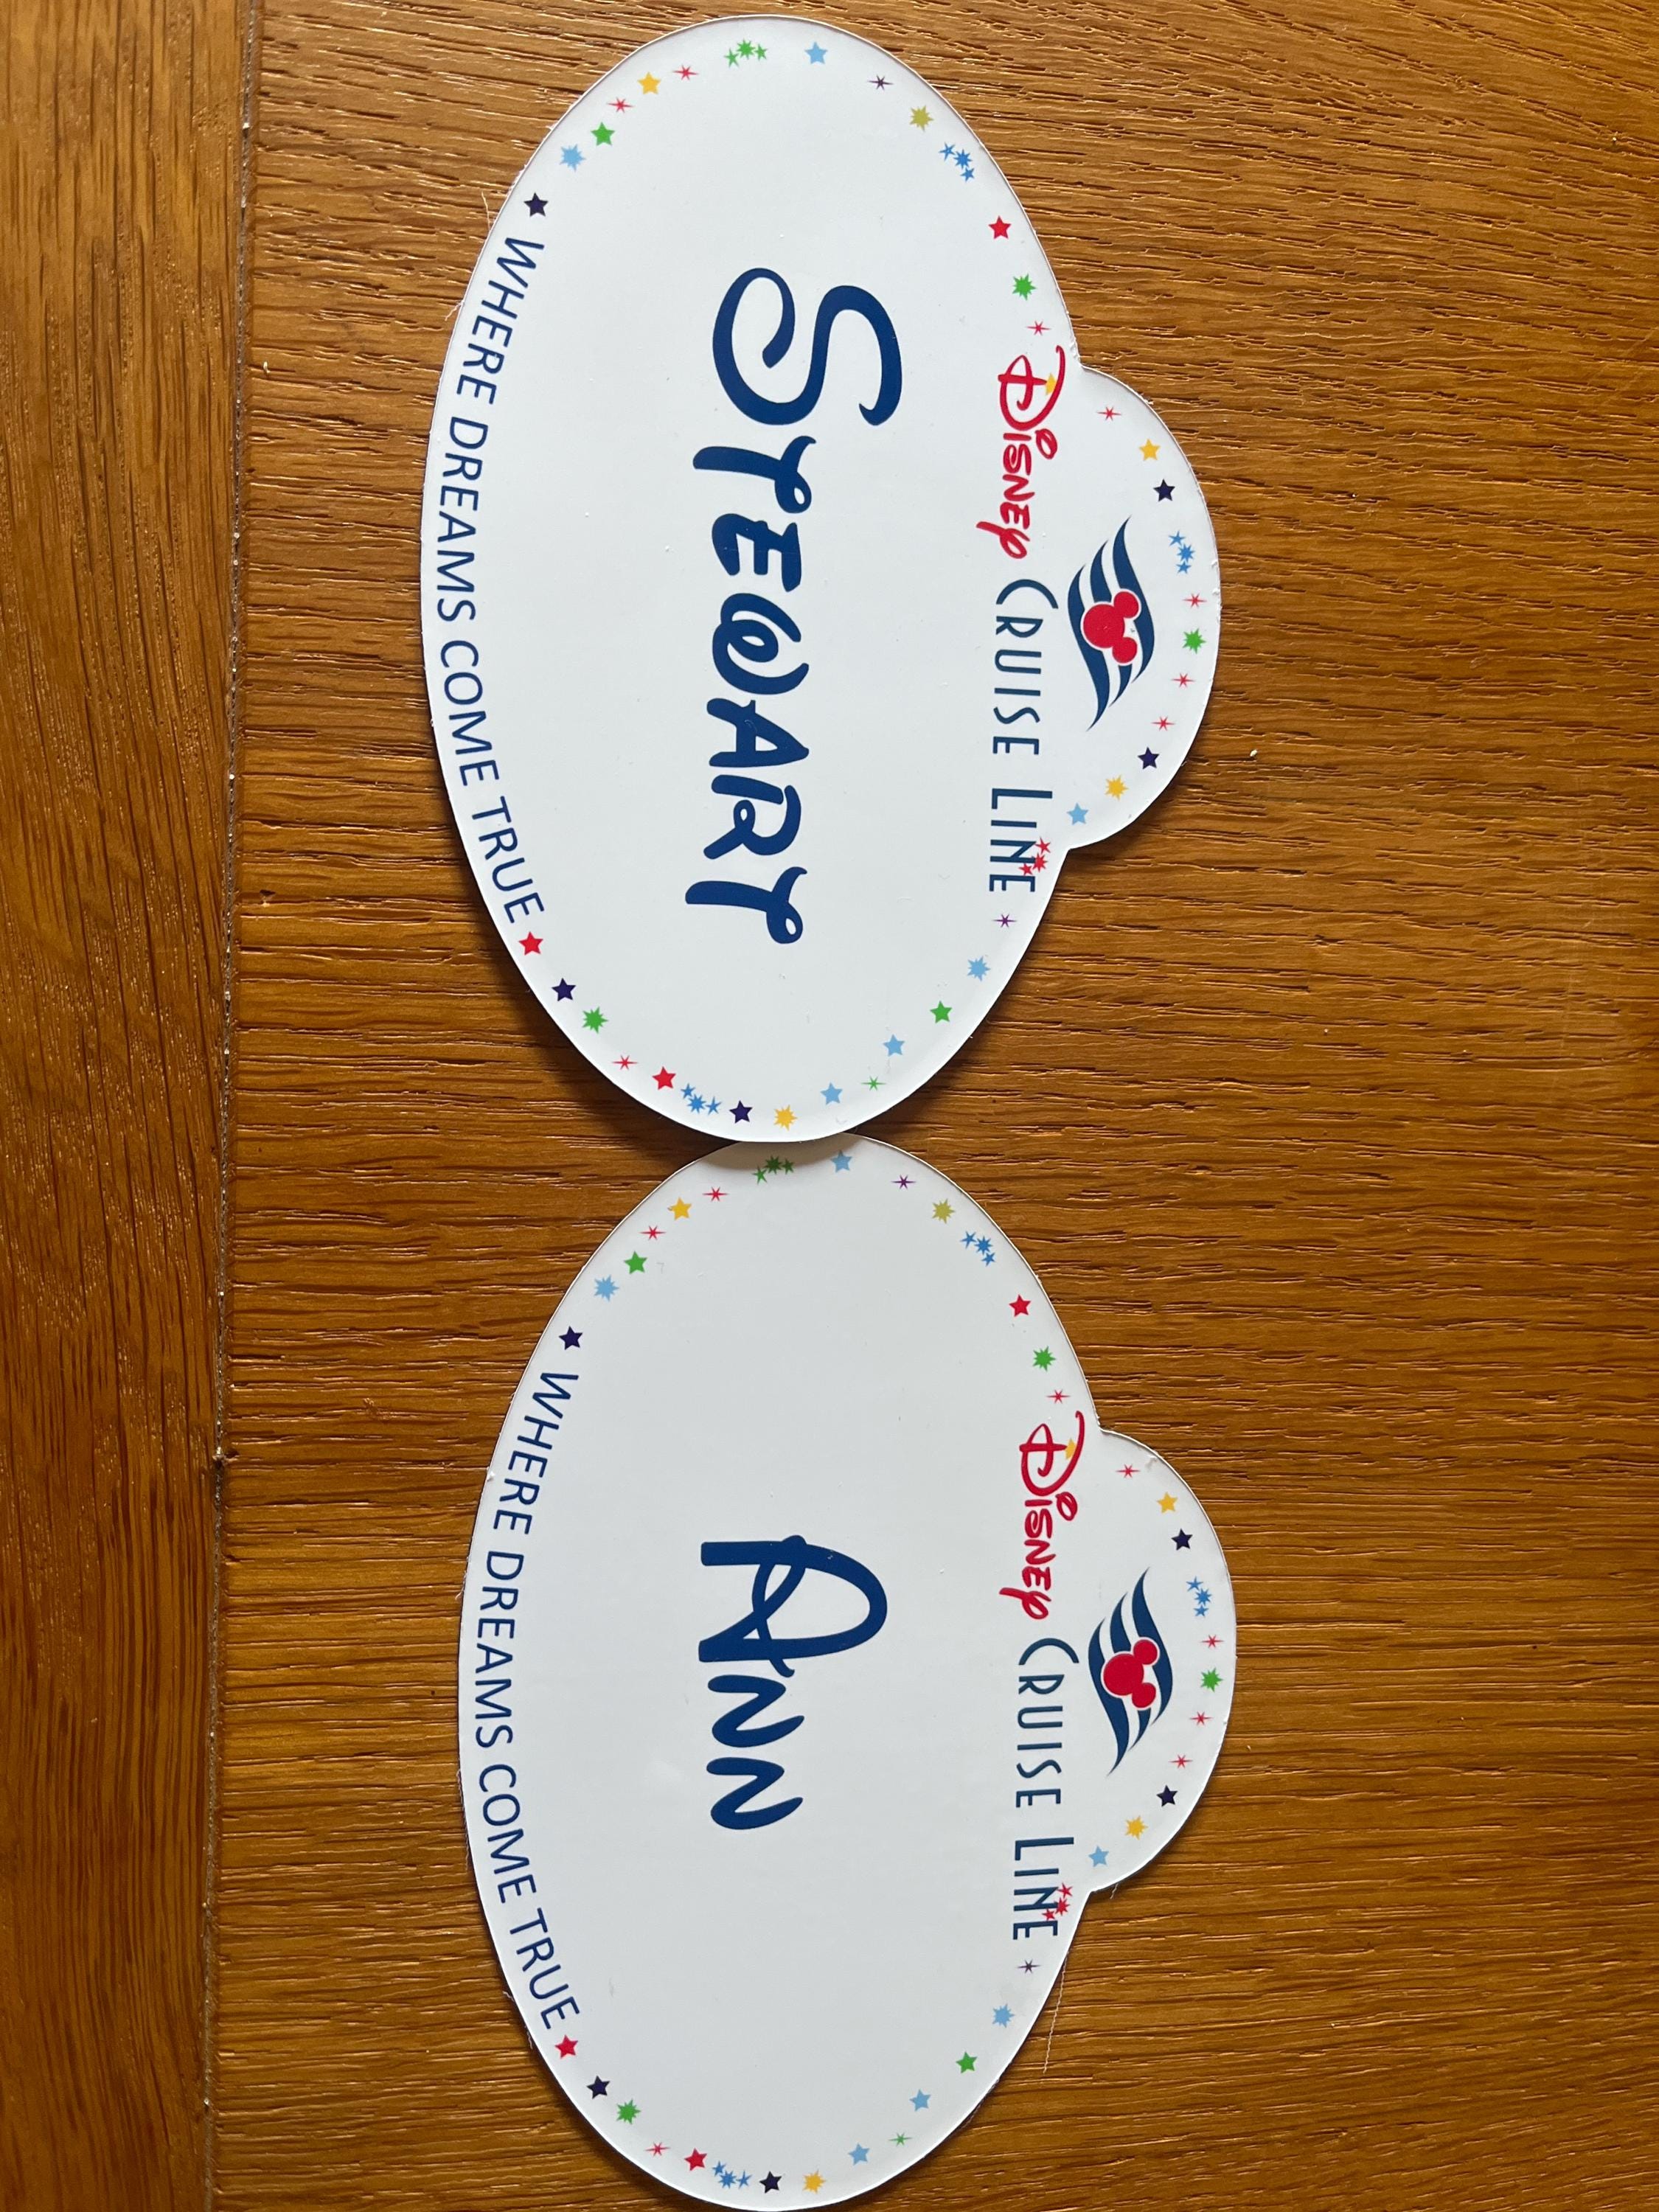 Disney Cruise Line
Stewart
WHERE DREAMS COME TRUE
Disney Cruise Line
Ann
WHERE DREAMS COME TRUE